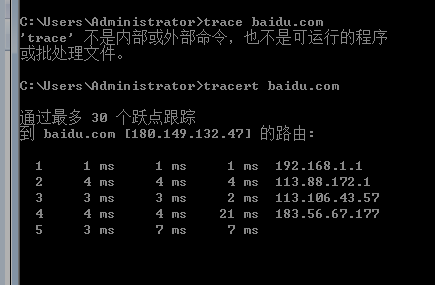 C:\Users\Administrator>trace baidu.com
'trace' 不是内部或外部命令，也不是可运行的程序
或批处理文件。
C:\Users\Administrator>tracert baidu.com
通过最多 30 个跃点跟踪
到 baidu.com [180.149.132.47] 的路由:
1 1 ms 1 ms 1 ms 192.168.1.1
2 4 ms 4 ms 4 ms 113.88.172.1
3 3 ms 3 ms 2 ms 113.106.43.57
4 4 ms 4 ms 21 ms 183.56.67.177
5 3 ms 7 ms 7 ms